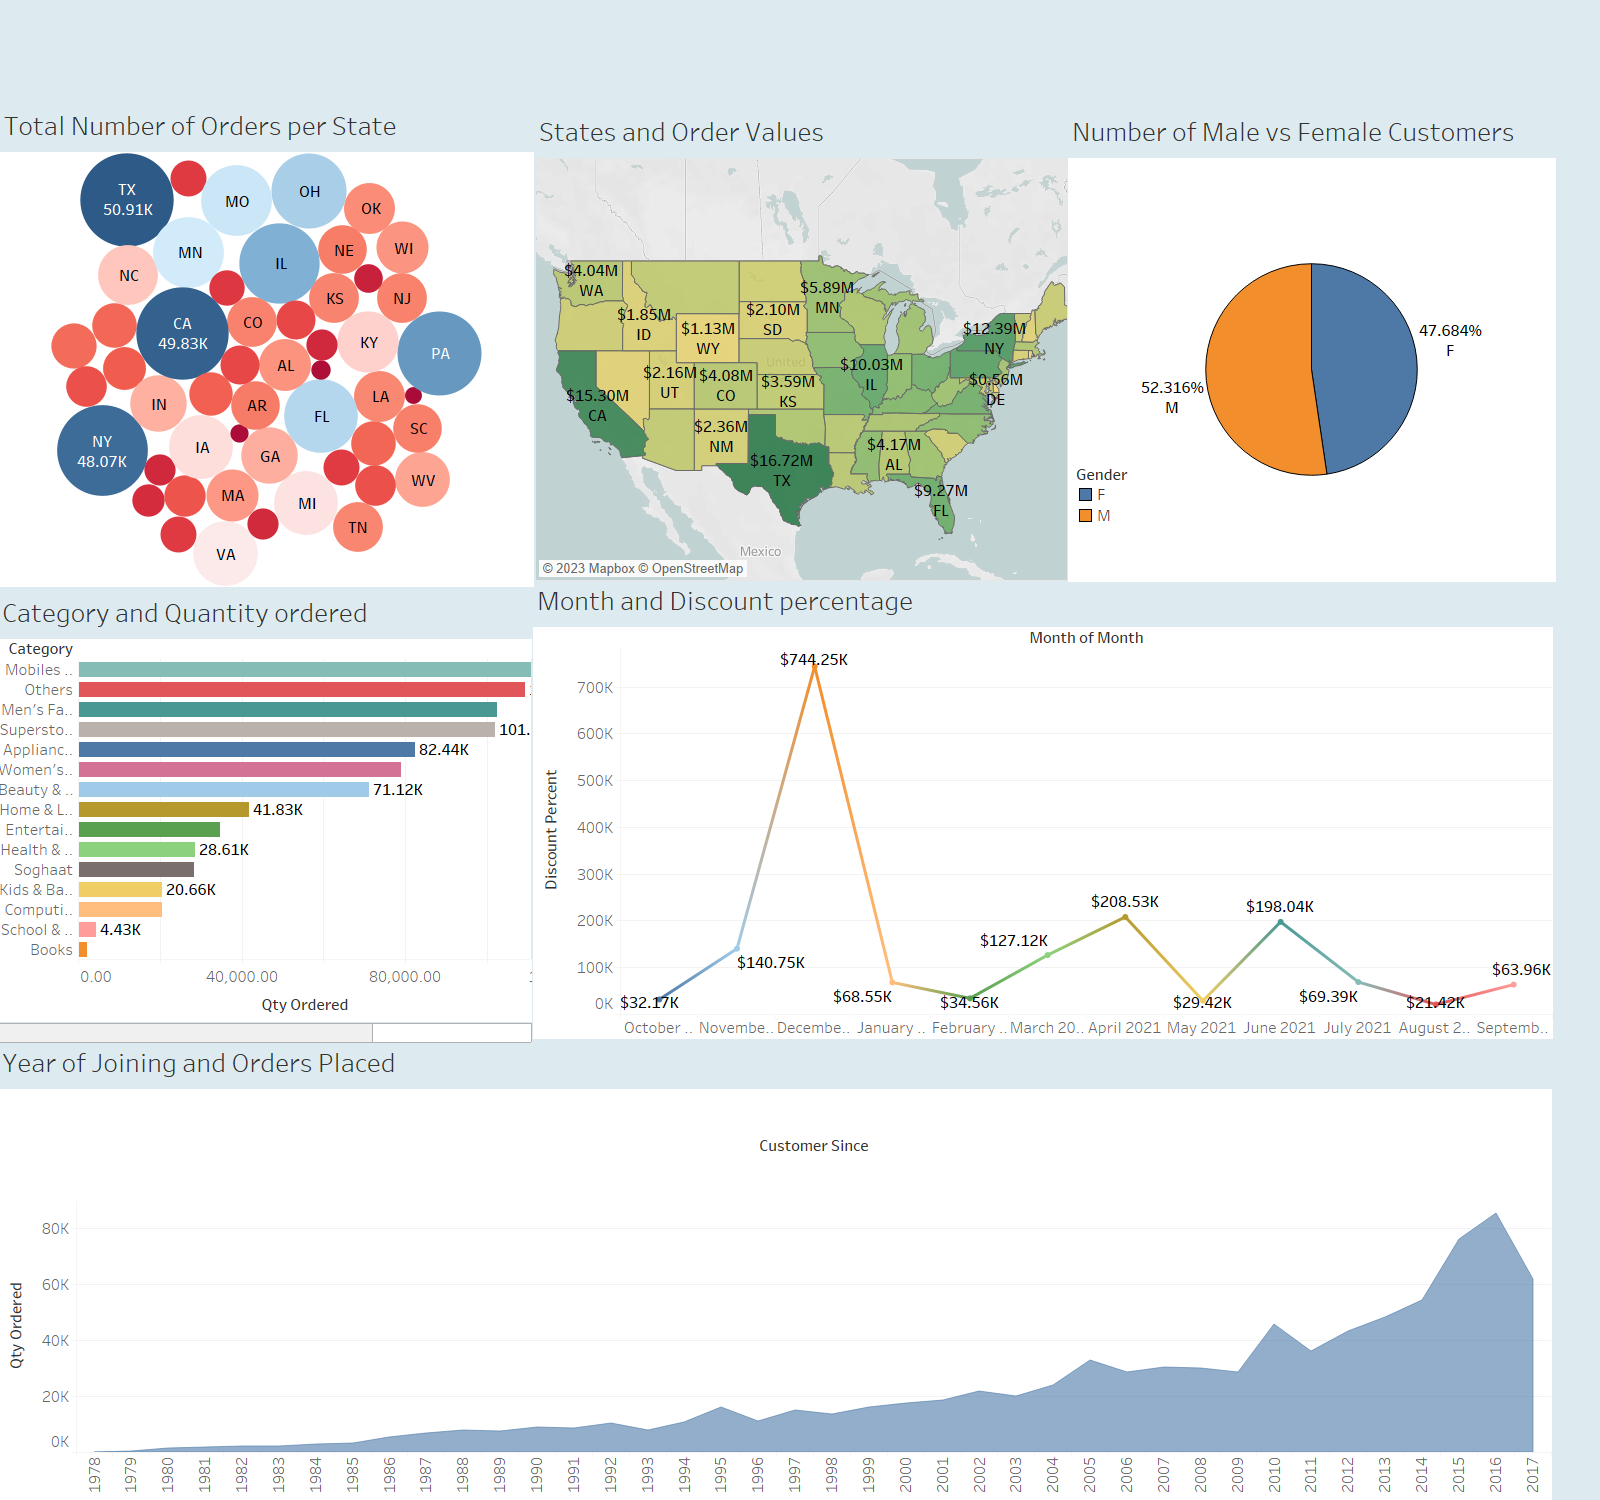 Total Number of Orders per State
TX
50.91K
MO
OH
OK
MN
NC
IL
NE
WI
KS
NJ
CA
49.83K
CO
KY
PA
AL
IN
AR
FL
LA
NY
48.07K
IA
GA
SC
MA
MI
WV
TN
VA
States and Order Values
$4.04M
WA
$5.89M
MN
$1.85M
ID
$2.10M
SD
$1.13M
WY
$12.39M
NY
United
$10.03M
IL
$2.16M
UT
$4.08M
CO
$3.59M
KS
$0.56M
DE
$15.30M
CA
$2.36M
NM
$4.17M
AL
$16.72M
TX
$9.27M
FL
Mexico
© 2023 Mapbox © OpenStreetMap
Number of Male vs Female Customers
47.684%
F
52.316%
M
Gender
F
M
Category and Quantity ordered
Category
Mobiles ..
Others
Men's Fa..
Supersto.. 101.
Applianc.. 82.44K
Women's..
Beauty & .. 71.12K
Home & L.. 41.83K
Entertai..
Health & .. 28.61K
Soghaat
Kids & Ba.. 20.66K
Computi..
School & .. 4.43K
Books
0.00 40,000.00 80,000.00
Qty Ordered
Month and Discount percentage
Month of Month
Discount Percent
700K
600K
500K
400K
300K
200K
100K
0K
$32.17K
$140.75K
$744.25K
$68.55K
$34.56K
$127.12K
$208.53K
$29.42K
$198.04K
$69.39K
$21.42K
$63.96K
October .. Novembe.. Decembe.. January .. February .. March 20.. April 2021 May 2021 June 2021 July 2021 August 2.. Septemb..
Year of Joining and Orders Placed
Customer Since
Qty Ordered
80K
60K
40K
20K
0K
1978 1979 1980 1981 1982 1983 1984 1985 1986 1987 1988 1989 1990 1991 1992 1993 1994 1995 1996 1997 1998 1999 2000 2001 2002 2003 2004 2005 2006 2007 2008 2009 2010 2011 2012 2013 2014 2015 2016 2017